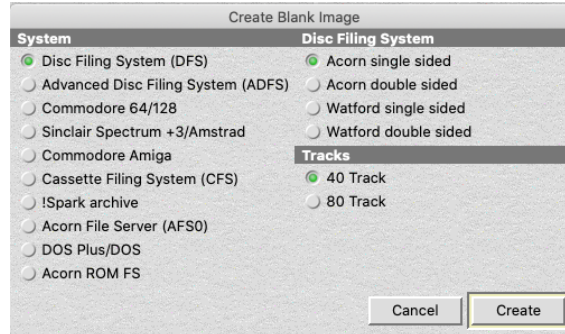 Create Blank Image
System
Disc Filing System (DFS)
Advanced Disc Filing System (ADFS)
Commodore 64/128
Sinclair Spectrum +3/Amstrad
Commodore Amiga
Cassette Filing System (CFS)
!Spark archive
Acorn File Server (AFS0)
DOS Plus/DOS
Acorn ROM FS
Disc Filing System
Acorn single sided
Acorn double sided
Watford single sided
Watford double sided
Tracks
40 Track
80 Track
Cancel
Create